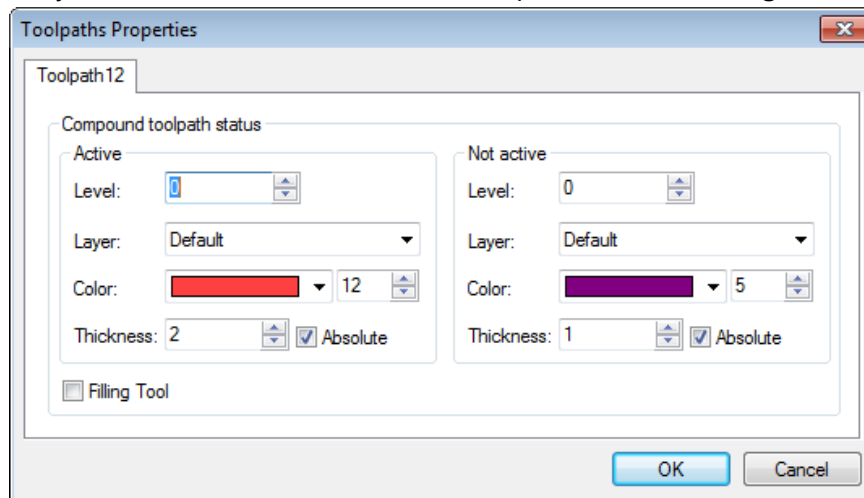 Toolpaths Properties
Toolpath12
Compound toolpath status
Active
Level: 0
Layer: Default
Color: 12
Thickness: 2 Absolute
Not active
Level: 0
Layer: Default
Color: 5
Thickness: 1 Absolute
Filling Tool
OK Cancel